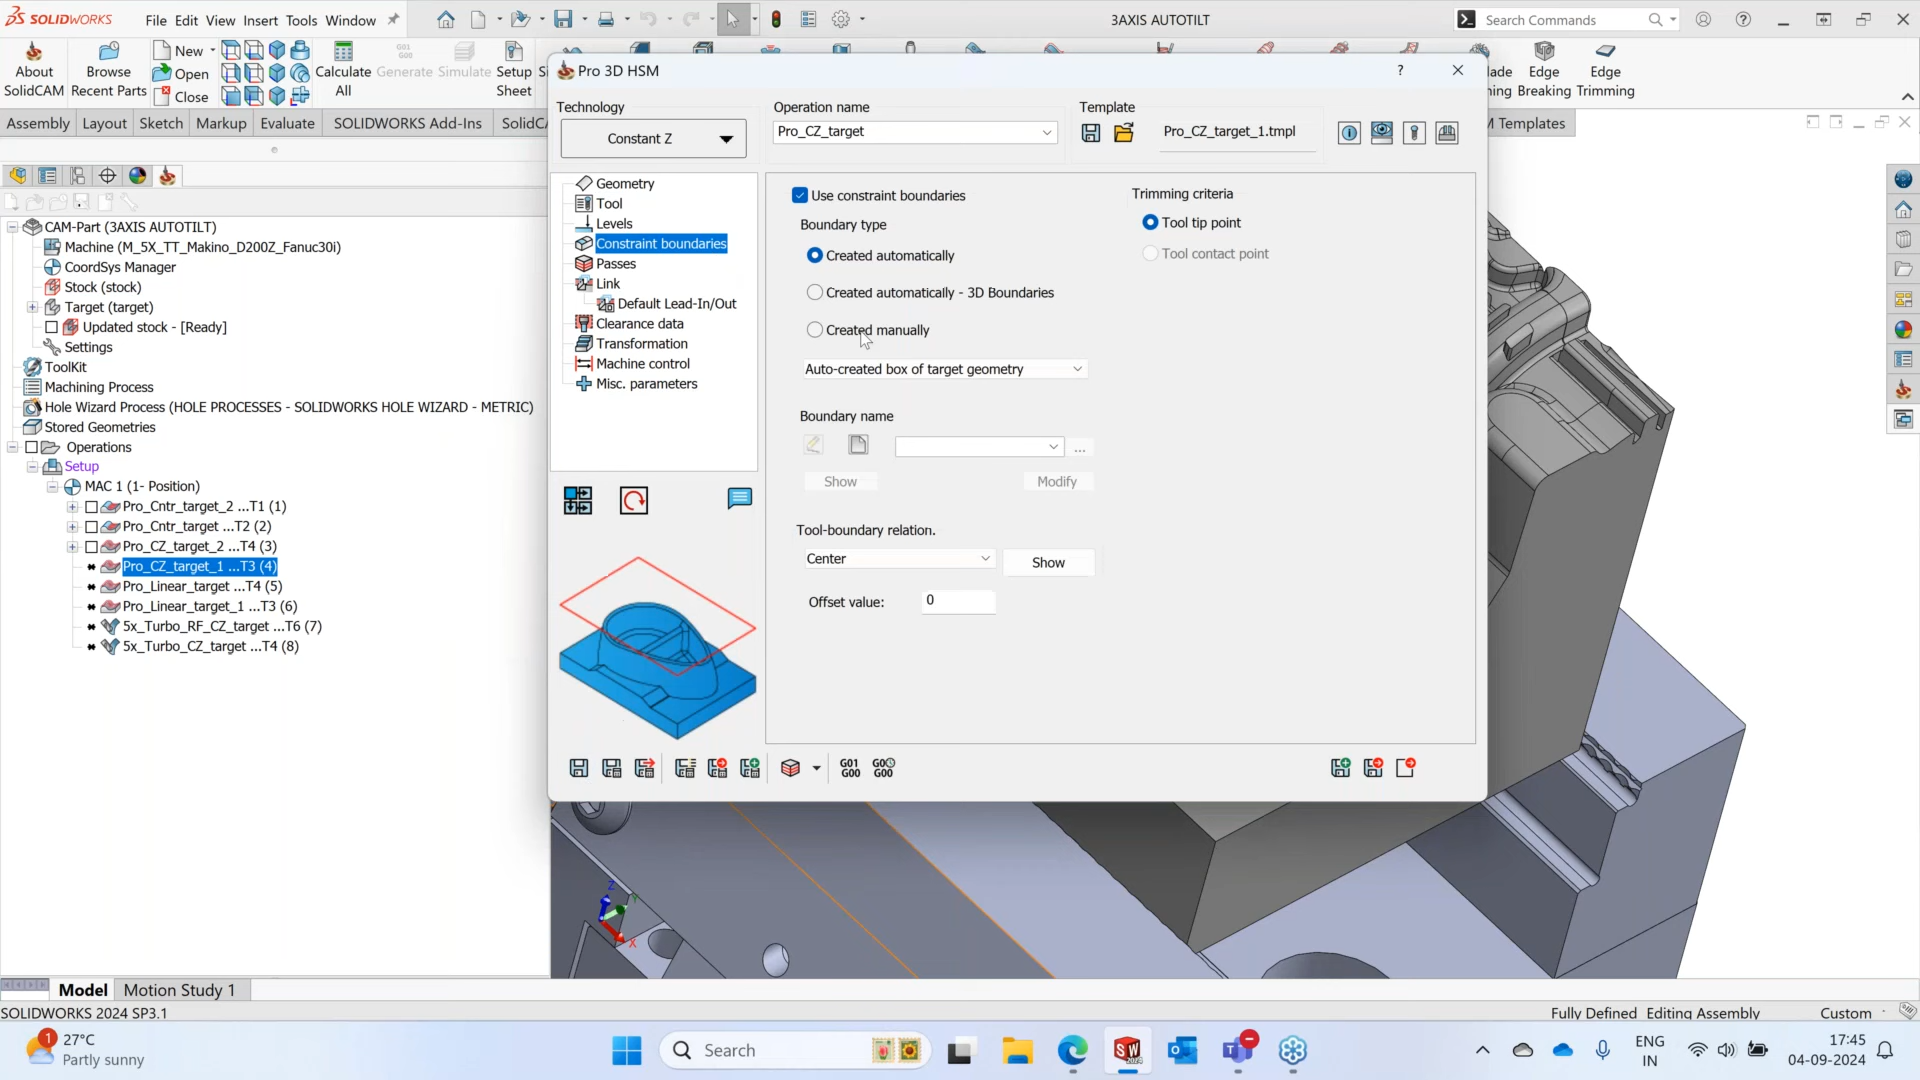 SOLIDWORKS File Edit View Insert Tools Window
3AXIS AUTOTILT
Search Commands
About SolidCAM
Browse Recent Parts
New
Open
Close
Calculate All
G01
G00
Generate
Simulate
Setup Sheet
Edge Breaking
Edge Trimming
Assembly Layout Sketch Markup Evaluate SOLIDWORKS Add-Ins
M Templates
CAM-Part (3AXIS AUTOTILT)
Machine (M_5X_TT_Makino_D200Z_Fanuc30i)
CoordSys Manager
Stock (stock)
Target (target)
Updated stock - [Ready]
Settings
ToolKit
Machining Process
Hole Wizard Process (HOLE PROCESSES - SOLIDWORKS HOLE WIZARD - METRIC)
Stored Geometries
Operations
Setup
MAC 1 (1- Position)
Pro_Cntr_target_2 ...T1 (1)
Pro_Cntr_target ...T2 (2)
Pro_CZ_target_2 ...T4 (3)
Pro_CZ_target_1 ...T3 (4)
Pro_Linear_target ...T4 (5)
Pro_Linear_target_1 ...T3 (6)
5x_Turbo_RF_CZ_target ...T6 (7)
5x_Turbo_CZ_target ...T4 (8)
Pro 3D HSM
?
Technology
Constant Z
Operation name
Pro_CZ_target
Template
Pro_CZ_target_1.tmpl
Geometry
Tool
Levels
Constraint boundaries
Passes
Link
Default Lead-In/Out
Clearance data
Transformation
Machine control
Misc. parameters
Use constraint boundaries
Boundary type
Created automatically
Created automatically - 3D Boundaries
Created manually
Auto-created box of target geometry
Boundary name
...
Show
Modify
Tool-boundary relation.
Center
Show
Offset value:
0
Trimming criteria
Tool tip point
Tool contact point
G01
G00
G0
G00
Z
Y
X
Model Motion Study 1
SOLIDWORKS 2024 SP3.1
Fully Defined Editing Assembly Custom
1
27°C
Partly sunny
Search
ENG
IN
17:45
04-09-2024